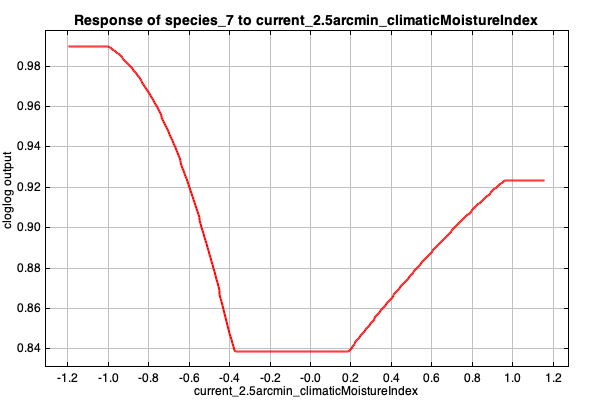 Response of species_7 to current_2.5arcmin_climaticMoistureIndex
0.98
0.96
0.94
0.92
0.90
0.88
0.86
0.84
cloglog output
-1.2 -1.0 -0.8 -0.6 -0.4 -0.2 -0.0 0.2 0.4 0.6 0.8 1.0 1.2
current_2.5arcmin_climaticMoistureIndex